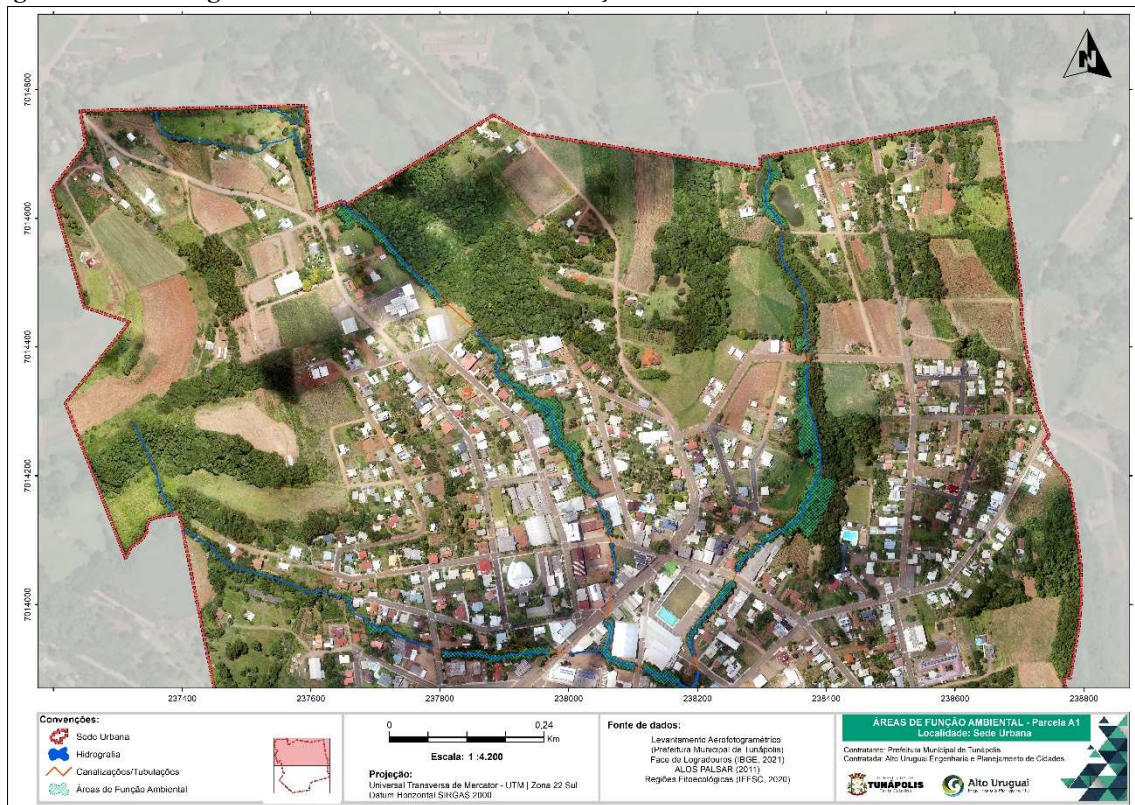 7014800
7014600
7014400
7014200
7014000
N
237400
237600
237800
238000
238200
238400
238600
238800
Convenções:
Sede Urbana
Hidrografia
Canalizações/Tubulações
Áreas de Função Ambiental
0
0,24
Km
Escala: 1 :4.200
Projeção:
Universal Transversa de Mercator - UTM | Zona 22 Sul
Datum Horizontal SIRGAS 2000
Fonte de dados:
Levantamento Aerofotogramétrico
(Prefeitura Municipal de Tunápolis)
Face de Logradouros (IBGE, 2021)
ALOS PALSAR (2011)
Regiões Fitoecológicas (IFFSC, 2020)
ÁREAS DE FUNÇÃO AMBIENTAL - Parcela A1
Localidade: Sede Urbana
Contratante: Prefeitura Municipal de Tunápolis
Contratada: Alto Uruguai Engenharia e Planejamento de Cidades
TUNÁPOLIS
Alto Uruguai